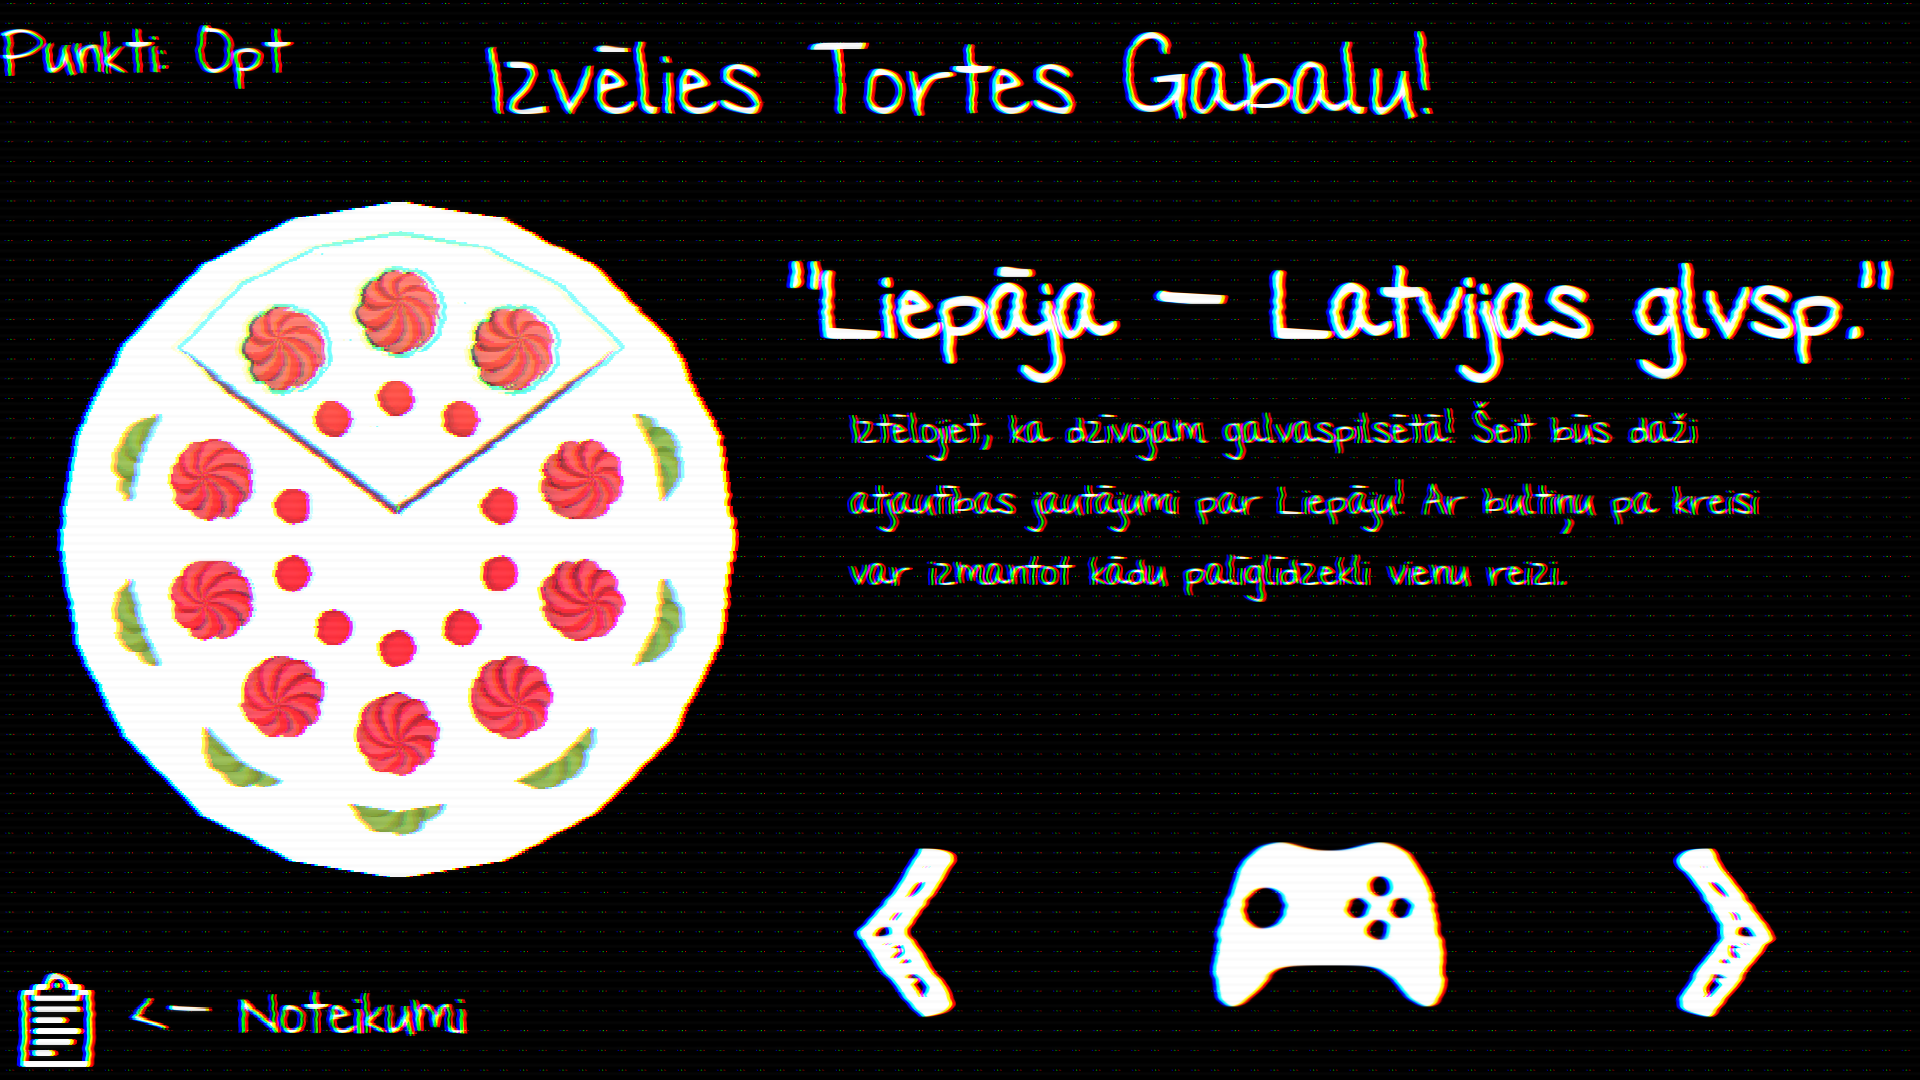 Punkti: 0pt
Izvēlies Tortes Gabalu!
"Liepāja – Latvijas glvsp."
Iztēlojiet, ka dzīvojam galvaspilsētā! Šeit būs daži
atjautības jautājumi par Liepāju! Ar bultiņu pa kreisi
var izmantot kādu palīglīdzekli vienu reizi.
<- Noteikumi